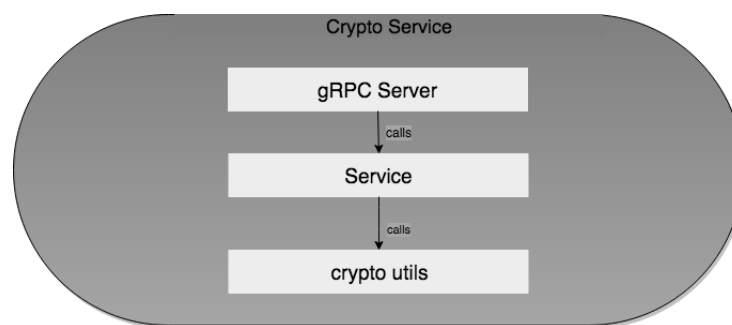 Crypto Service
gRPC Server
calls
Service
calls
crypto utils